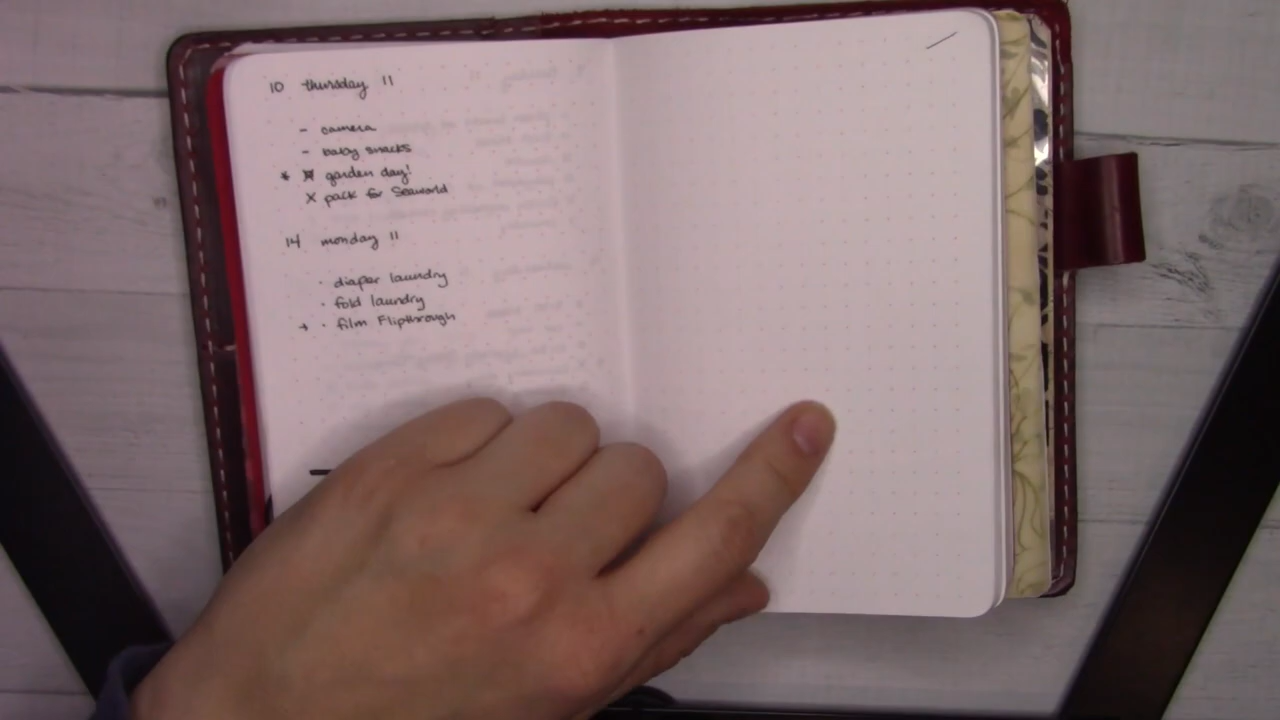 10 thursday 11
- camera
- baby snacks
* garden day!
X pack for Seaworld
14 monday 11
· diaper laundry
· fold laundry
→ · film Flipthrough